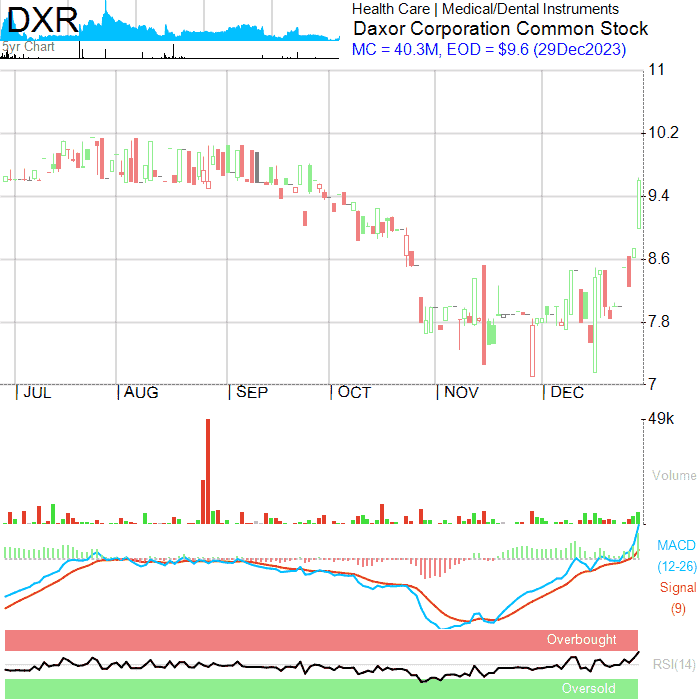 DXR
5yr Chart
Health Care | Medical/Dental Instruments
Daxor Corporation Common Stock
MC = 40.3M, EOD = $9.6 (29Dec2023)
11
10.2
9.4
8.6
7.8
7
|JUL |AUG |SEP |OCT |NOV |DEC
49k
Volume
MACD
(12-26)
Signal
(9)
Overbought
RSI(14)
Oversold